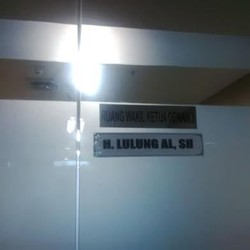 RUANG WAKIL KETUA
H. LULUNG AL, SH